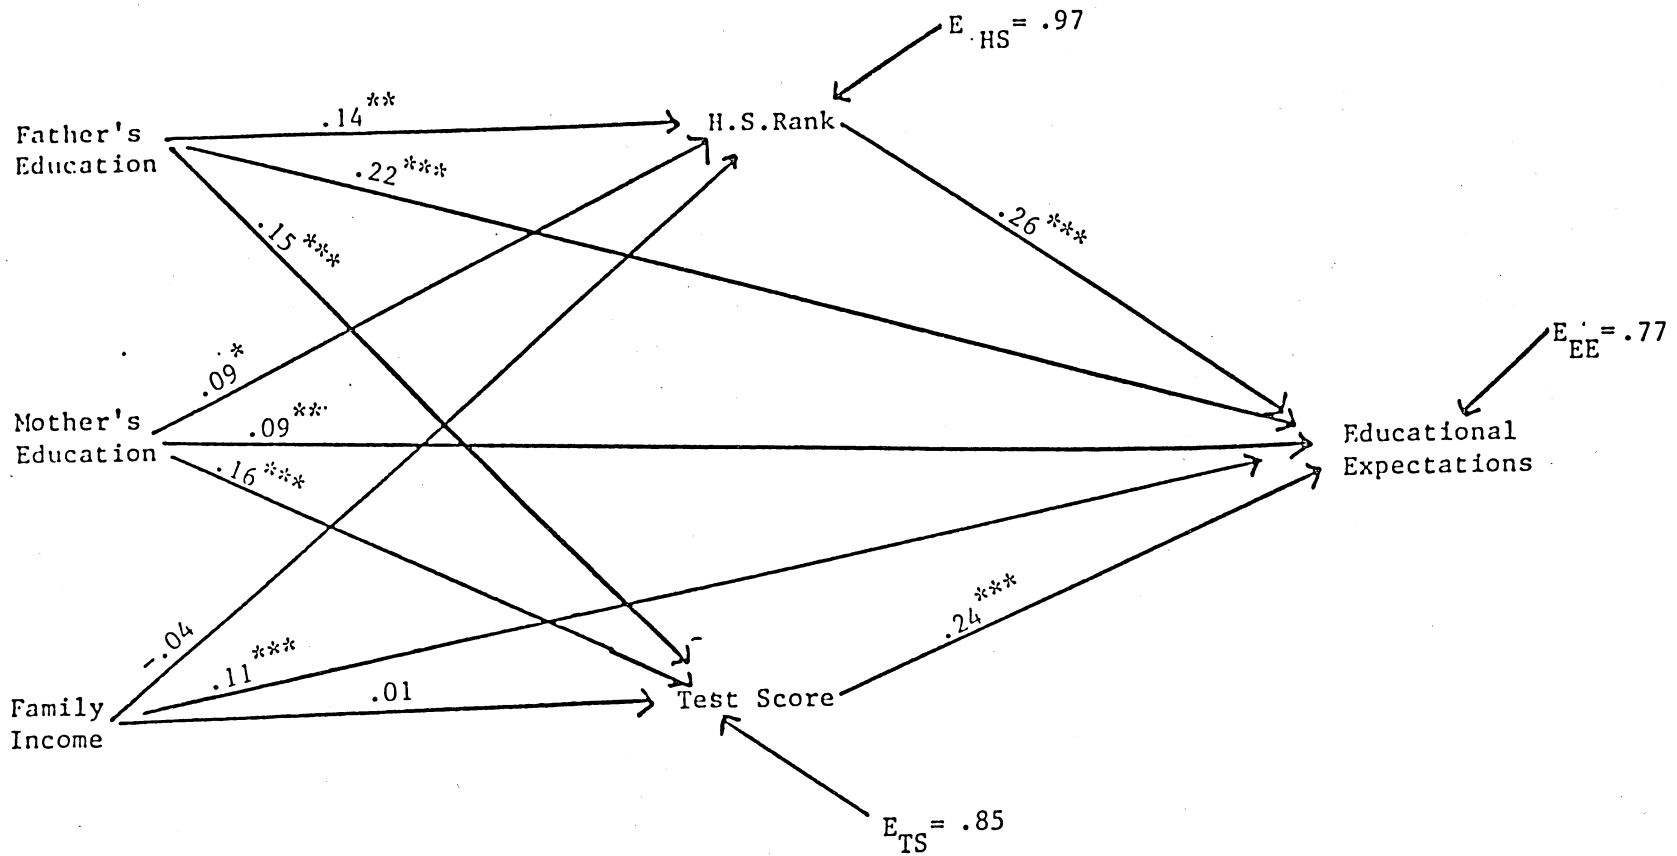 E HS = .97
.14**
Father's
Education
H.S.Rank
.22***
.15***
.26***
E EE = .77
.09*
Mother's
Education
.09**
.16***
Educational
Expectations
-.04
.11***
.24***
.01
Family
Income
Test Score
E TS = .85